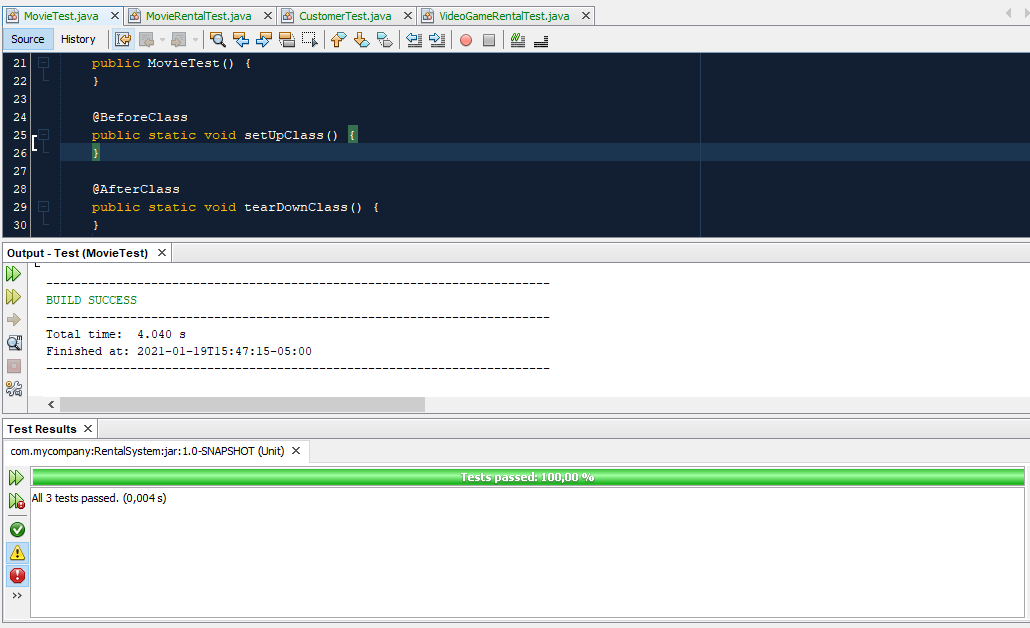 MovieTest.java MovieRentalTest.java CustomerTest.java VideoGameRentalTest.java
Source History
21 public MovieTest() {
22 }
23
24 @BeforeClass
25 public static void setUpClass() {
26 }
27
28 @AfterClass
29 public static void tearDownClass() {
30 }
Output - Test (MovieTest)
------------------------------------------------------------------------
BUILD SUCCESS
------------------------------------------------------------------------
Total time:  4.040 s
Finished at: 2021-01-19T15:47:15-05:00
------------------------------------------------------------------------
Test Results
com.mycompany:RentalSystem:jar:1.0-SNAPSHOT (Unit)
Tests passed: 100,00 %
All 3 tests passed. (0,004 s)